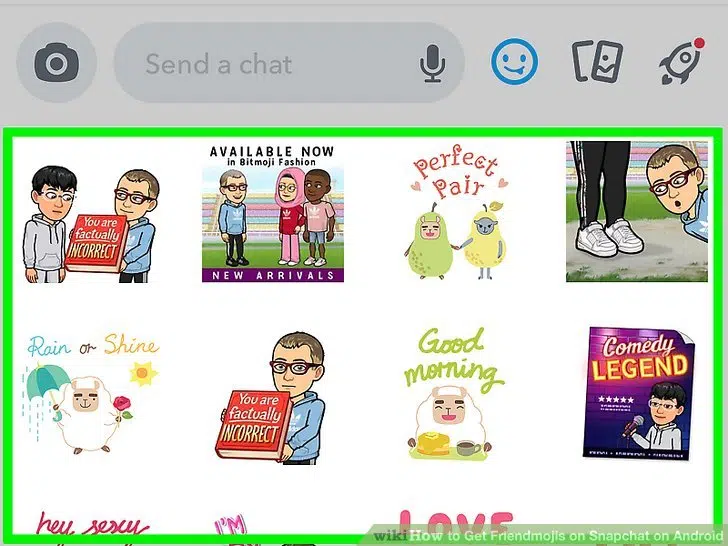 Send a chat
You are
factually
INCORRECT
AVAILABLE NOW
in Bitmoji Fashion
NEW ARRIVALS
Perfect
Pair
Rain or Shine
You are
factually
INCORRECT
Good
morning
Comedy
LEGEND
hey, sexy
I'M
LOVE
wikiHow to Get Friendmojis on Snapchat on Android